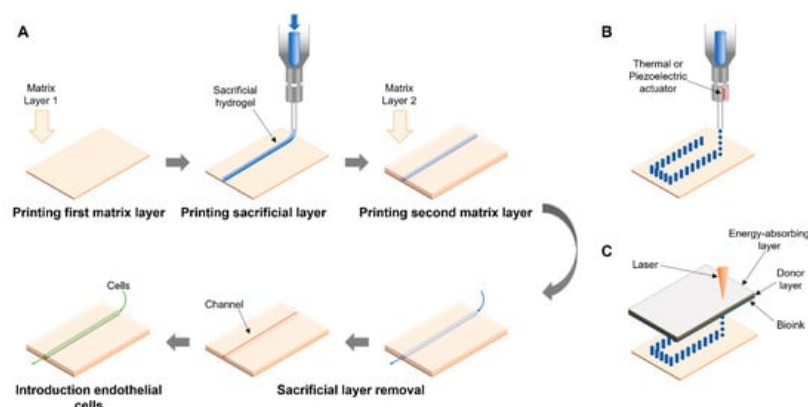 A
Matrix
Layer 1
Sacrificial
hydrogel
Matrix
Layer 2
Printing first matrix layer
Printing sacrificial layer
Printing second matrix layer
Cells
Channel
Introduction endothelial
cells
Sacrificial layer removal
B
Thermal or
Piezoelectric
actuator
C
Energy-absorbing
layer
Laser
Donor
layer
Bioink